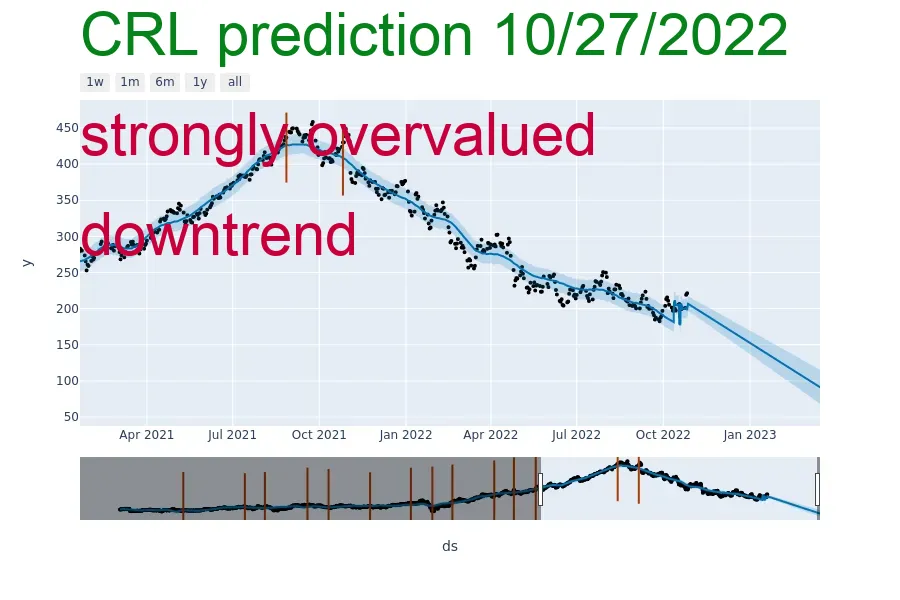 CRL prediction 10/27/2022
1w 1m 6m 1y all
strongly overvalued
downtrend
450
400
350
300
250
200
150
100
50
y
Apr 2021 Jul 2021 Oct 2021 Jan 2022 Apr 2022 Jul 2022 Oct 2022 Jan 2023
ds